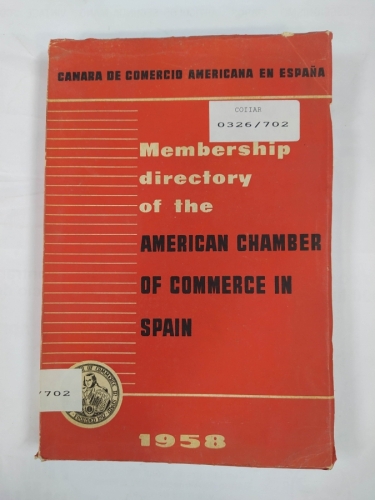 CAMARA DE COMERCIO AMERICANA EN ESPAÑA
COIIAR
0326/702
Membership
directory
of the
AMERICAN CHAMBER
OF COMMERCE IN
SPAIN
/702
1958